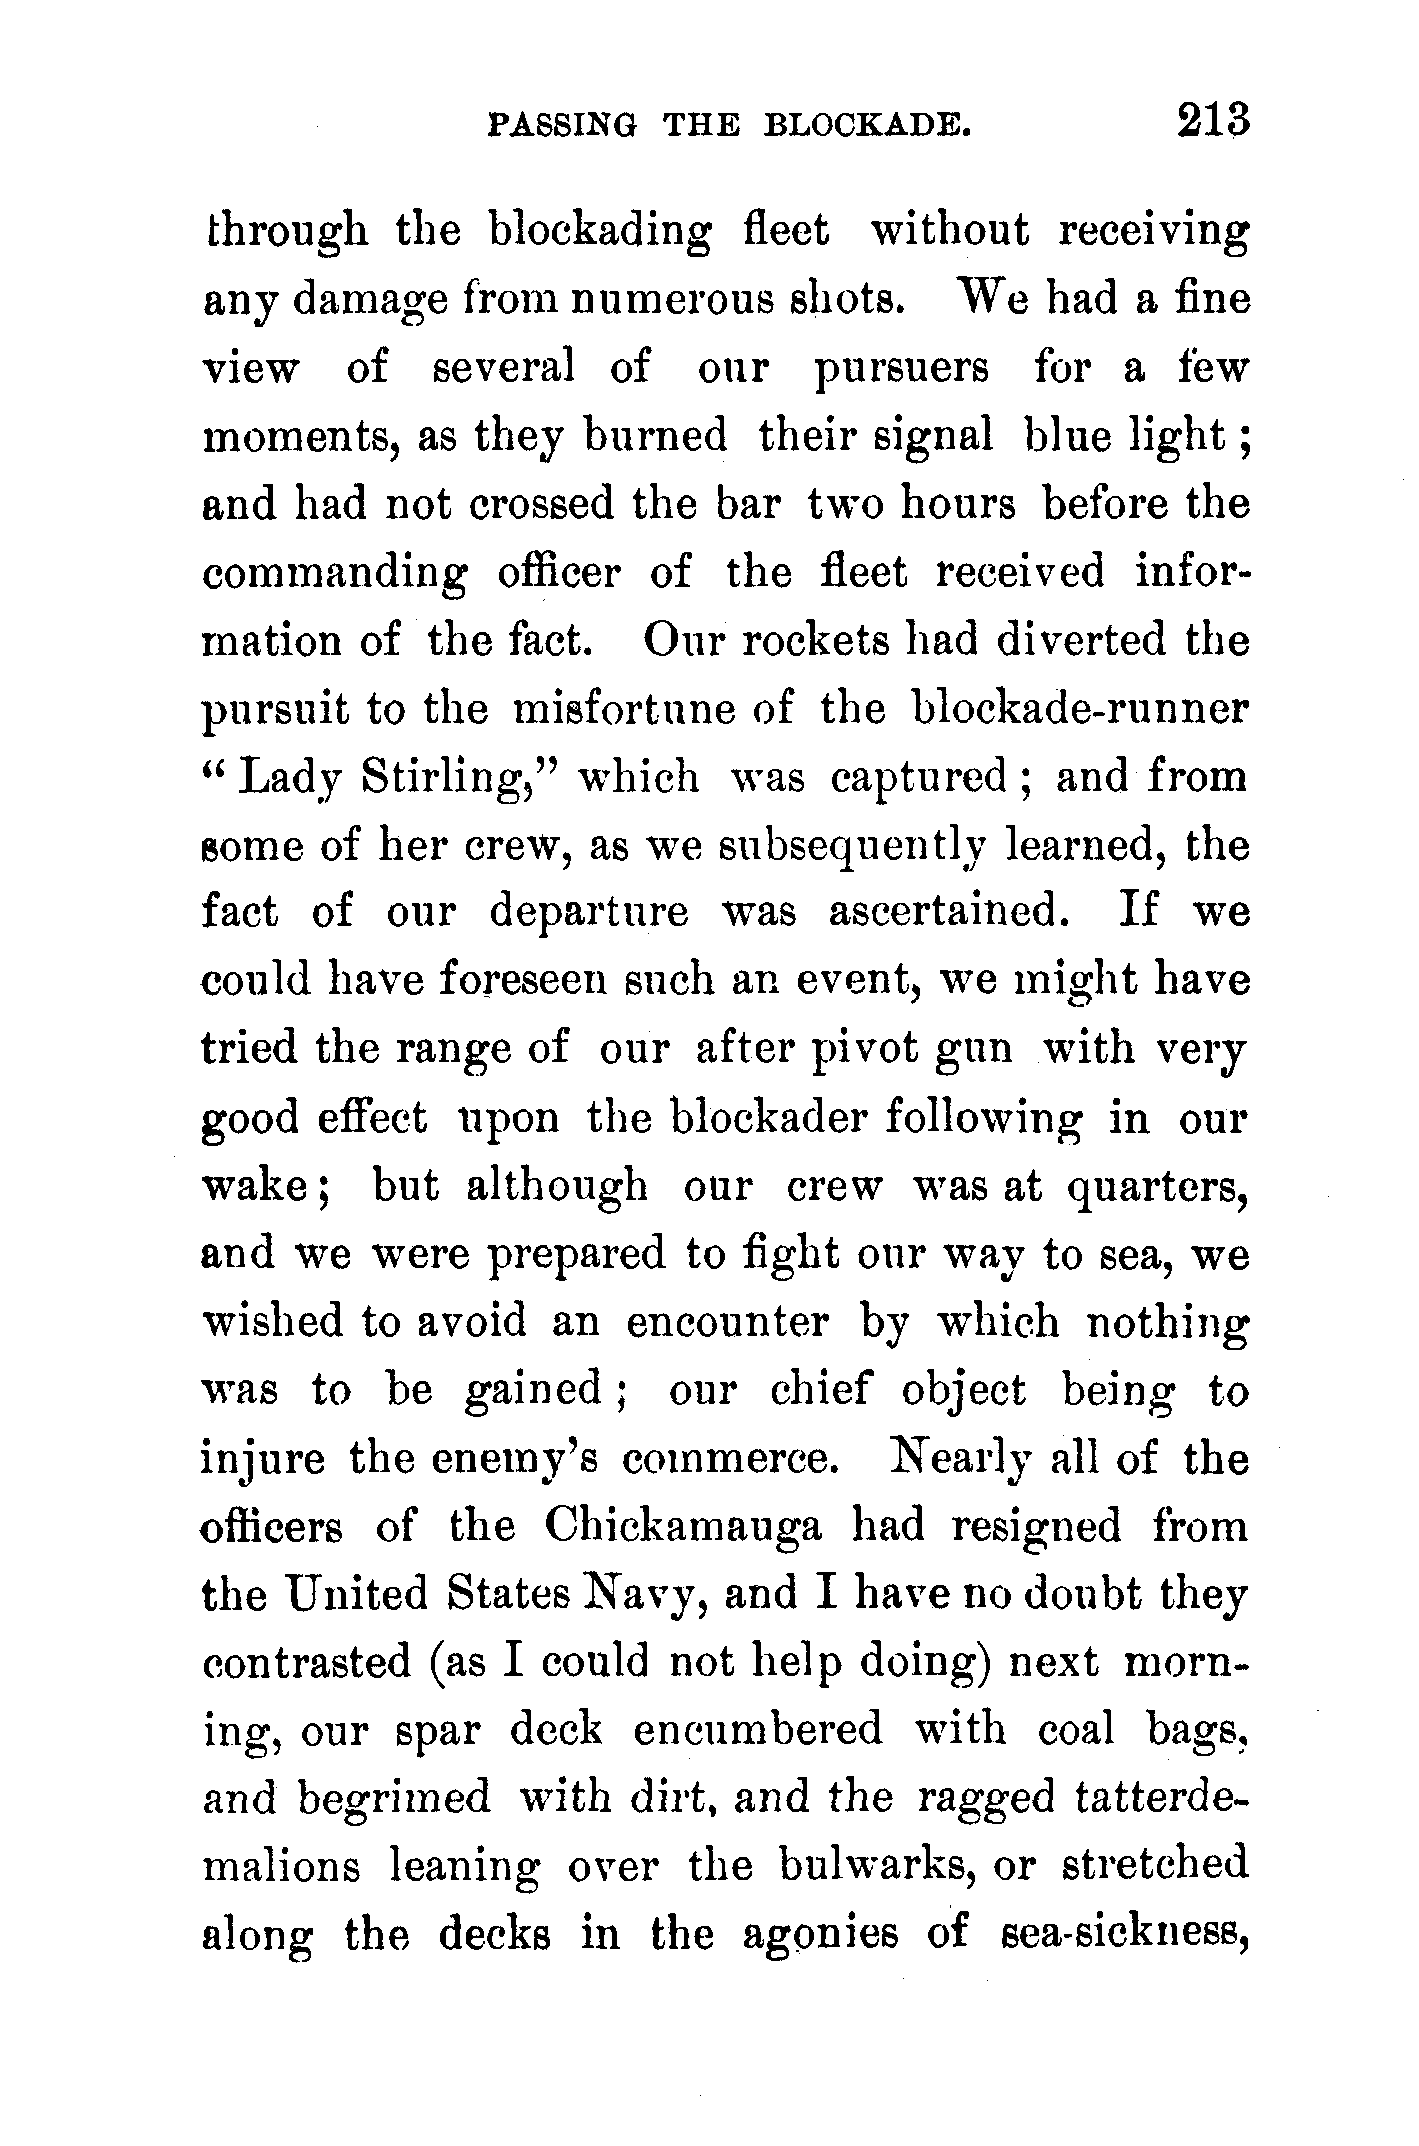 PASSING THE BLOCKADE. 213
through the blockading fleet without receiving
any damage from numerous shots. We had a fine
view of several of our pursuers for a few
moments, as they burned their signal blue light ;
and had not crossed the bar two hours before the
commanding officer of the fleet received infor-
mation of the fact. Our rockets had diverted the
pursuit to the misfortune of the blockade-runner
“ Lady Stirling,” which was captured ; and from
some of her crew, as we subsequently learned, the
fact of our departure was ascertained. If we
could have foreseen such an event, we might have
tried the range of our after pivot gun with very
good effect upon the blockader following in our
wake ; but although our crew was at quarters,
and we were prepared to fight our way to sea, we
wished to avoid an encounter by which nothing
was to be gained ; our chief object being to
injure the enemy’s commerce. Nearly all of the
officers of the Chickamauga had resigned from
the United States Navy, and I have no doubt they
contrasted (as I could not help doing) next morn-
ing, our spar deck encumbered with coal bags,
and begrimed with dirt, and the ragged tatterde-
malions leaning over the bulwarks, or stretched
along the decks in the agonies of sea-sickness,